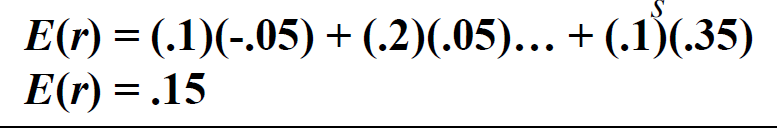 s
E(r) = (.1)(-.05) + (.2)(.05)... + (.1)(.35)
E(r) = .15